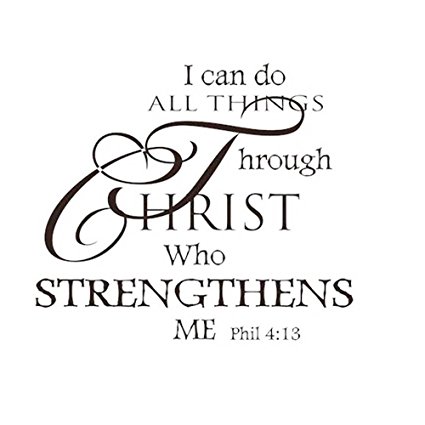 I can do
ALL THINGS
Through
CHRIST
Who
STRENGTHENS
ME Phil 4:13